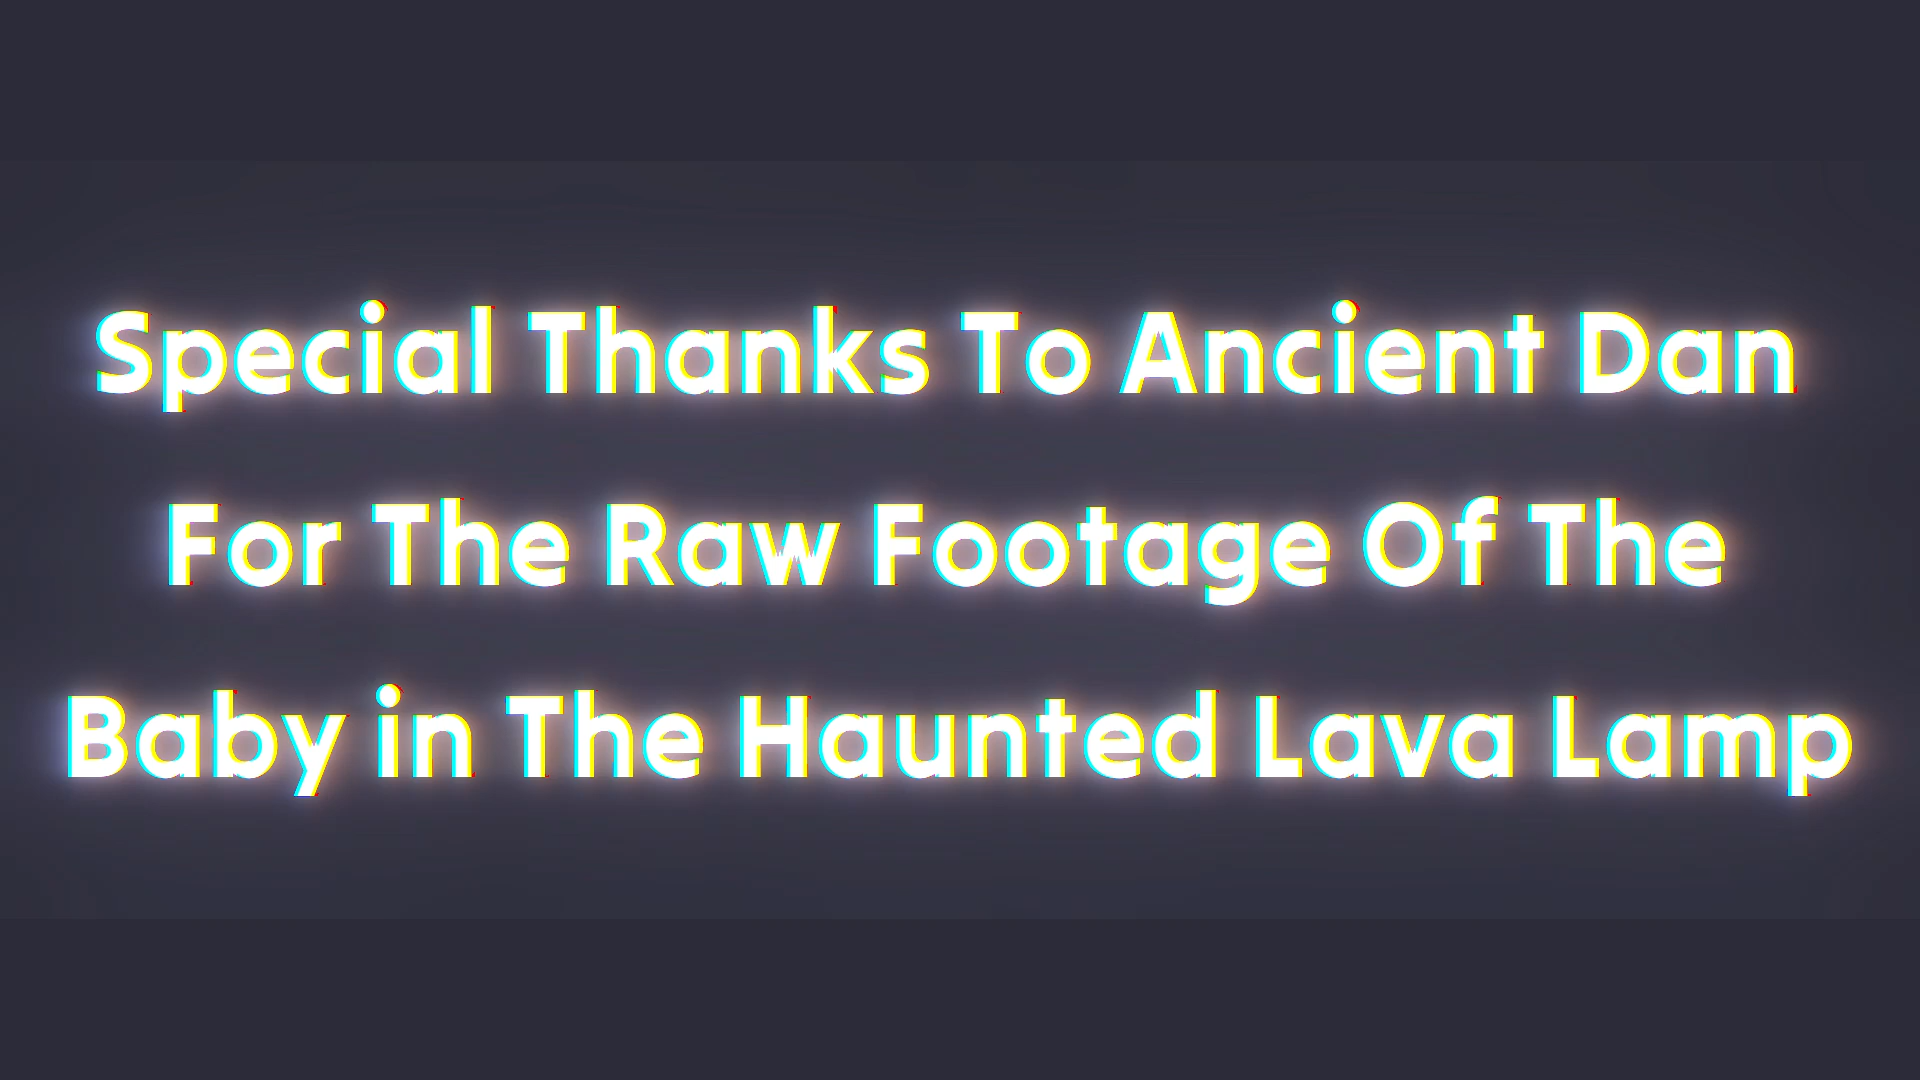 Special Thanks To Ancient Dan
For The Raw Footage Of The
Baby in The Haunted Lava Lamp